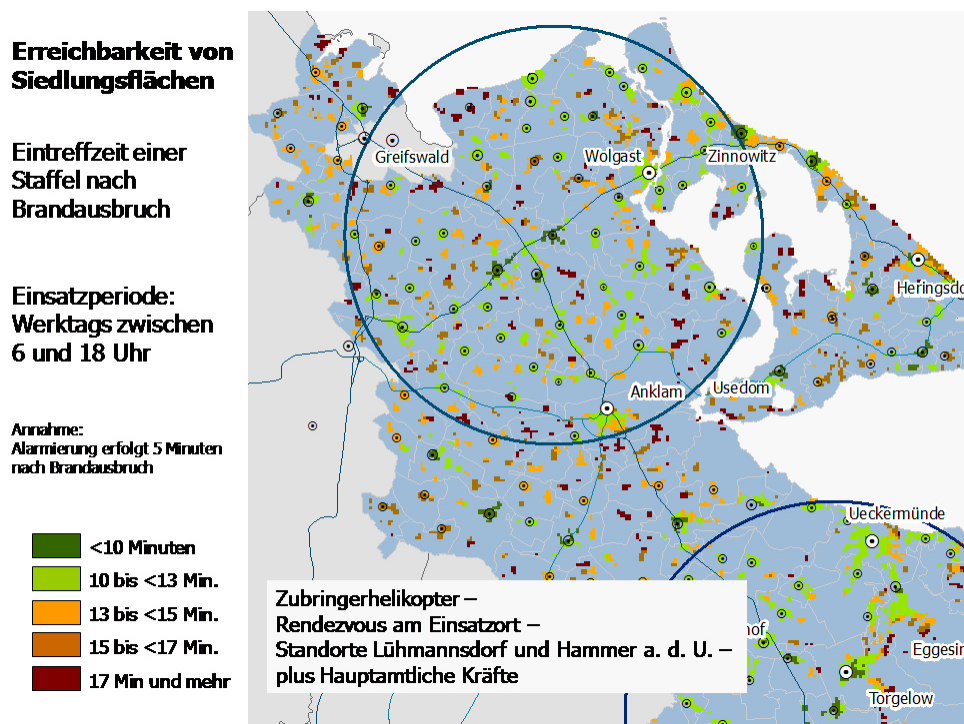 Erreichbarkeit von
Siedlungsflächen
Eintreffzeit einer
Staffel nach
Brandausbruch
Einsatzperiode:
Werktags zwischen
6 und 18 Uhr
Annahme:
Alarmierung erfolgt 5 Minuten
nach Brandausbruch
<10 Minuten
10 bis <13 Min.
13 bis <15 Min.
15 bis <17 Min.
17 Min und mehr
Greifswald
Wolgast
Zinnowitz
Heringsdo
Anklam
Usedom
Ueckermünde
hof
Eggesin
Torgelow
Zubringerhelikopter –
Rendezvous am Einsatzort –
Standorte Lühmannsdorf und Hammer a. d. U. –
plus Hauptamtliche Kräfte